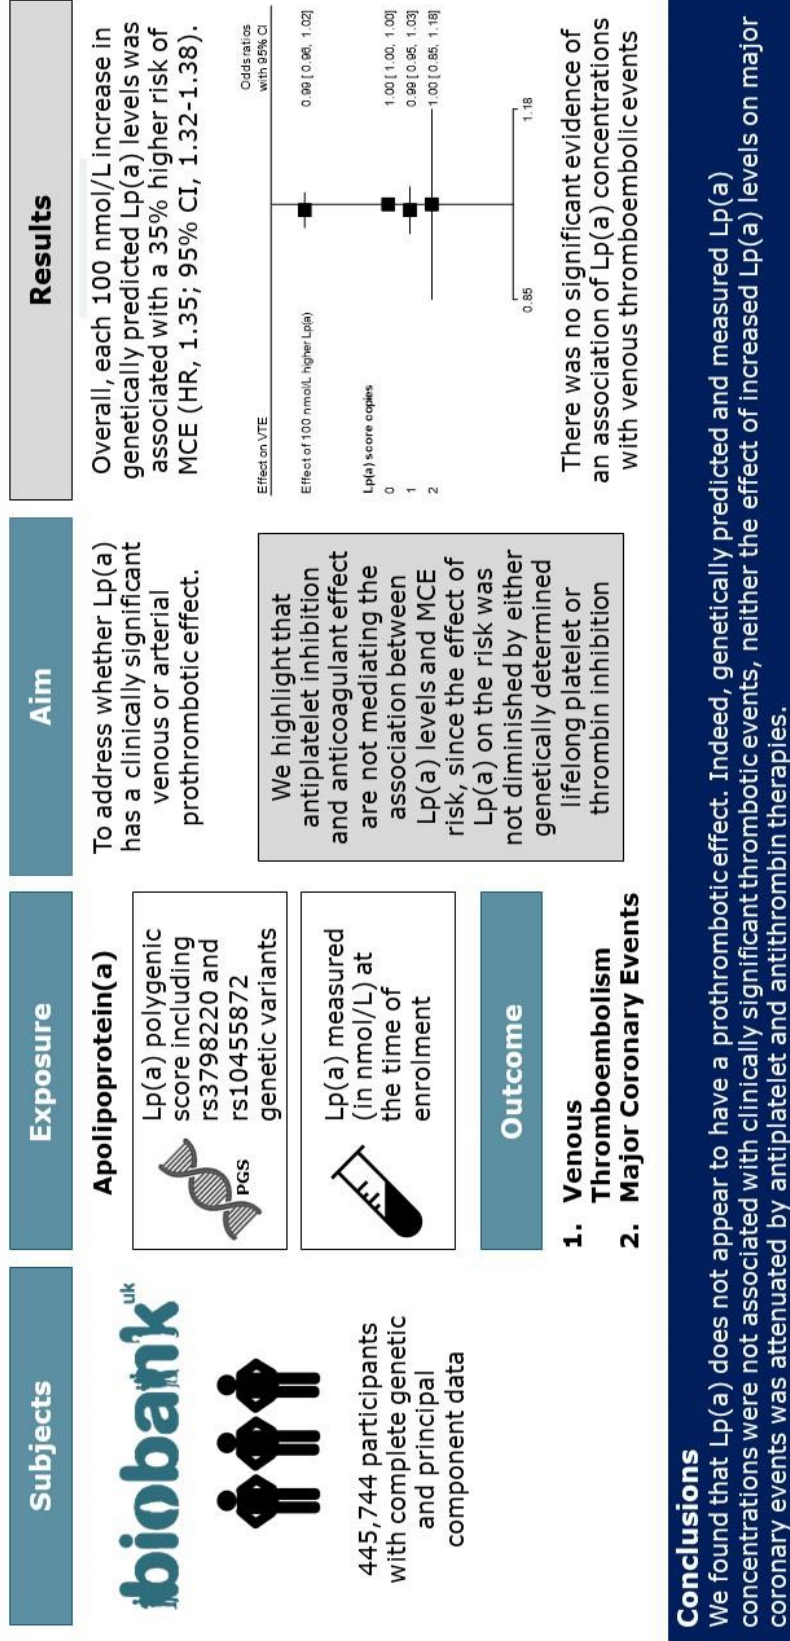 Subjects
biobank uk
445,744 participants
with complete genetic
and principal
component data
Exposure
Apolipoprotein(a)
PGS
Lp(a) polygenic
score including
rs3798220 and
rs10455872
genetic variants
Lp(a) measured
(in nmol/L) at
the time of
enrolment
Outcome
1. Venous
Thromboembolism
2. Major Coronary Events
Aim
To address whether Lp(a)
has a clinically significant
venous or arterial
prothrombotic effect.
We highlight that
antiplatelet inhibition
and anticoagulant effect
are not mediating the
association between
Lp(a) levels and MCE
risk, since the effect of
Lp(a) on the risk was
not diminished by either
genetically determined
lifelong platelet or
thrombin inhibition
Results
Overall, each 100 nmol/L increase in
genetically predicted Lp(a) levels was
associated with a 35% higher risk of
MCE (HR, 1.35; 95% CI, 1.32-1.38).
Odds ratios
with 95% CI
Effect on VTE
Effect of 100 nmol/L higher Lp(a) 0.99 [ 0.96, 1.02]
Lp(a) score copies
0 1.00 [ 1.00, 1.00]
1 0.99 [ 0.95, 1.03]
2 1.00 [ 0.85, 1.18]
0.85 1.18
There was no significant evidence of
an association of Lp(a) concentrations
with venous thromboembolic events
Conclusions
We found that Lp(a) does not appear to have a prothrombotic effect. Indeed, genetically predicted and measured Lp(a)
concentrations were not associated with clinically significant thrombotic events, neither the effect of increased Lp(a) levels on major
coronary events was attenuated by antiplatelet and antithrombin therapies.